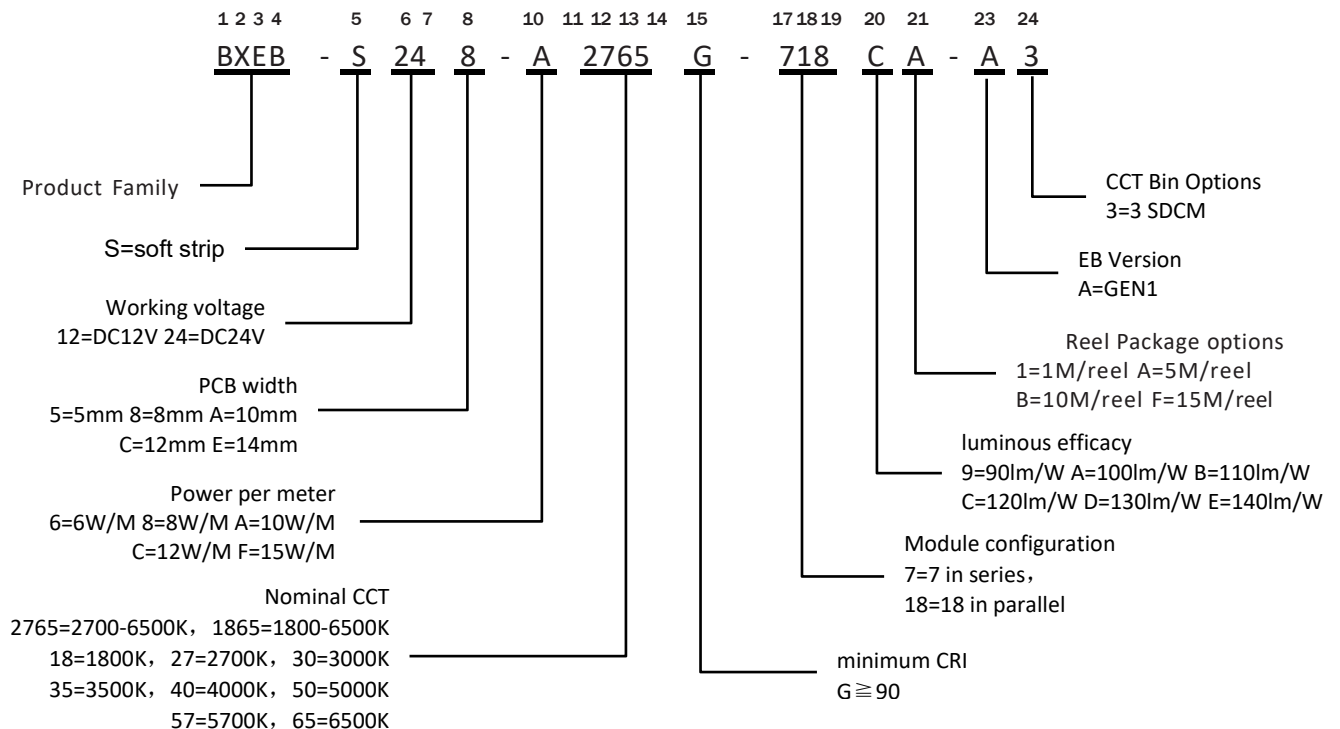 1 2 3 4 5 6 7 8 10 11 12 13 14 15 17 18 19 20 21 23 24
BXEB - S 24 8 - A 2765 G - 718 C A - A 3
Product Family
S=soft strip
Working voltage
12=DC12V 24=DC24V
PCB width
5=5mm 8=8mm A=10mm
C=12mm E=14mm
Power per meter
6=6W/M 8=8W/M A=10W/M
C=12W/M F=15W/M
Nominal CCT
2765=2700-6500K，1865=1800-6500K
18=1800K，27=2700K，30=3000K
35=3500K，40=4000K，50=5000K
57=5700K，65=6500K
CCT Bin Options
3=3 SDCM
EB Version
A=GEN1
Reel Package options
1=1M/reel A=5M/reel
B=10M/reel F=15M/reel
luminous efficacy
9=90lm/W A=100lm/W B=110lm/W
C=120lm/W D=130lm/W E=140lm/W
Module configuration
7=7 in series，
18=18 in parallel
minimum CRI
G≧90